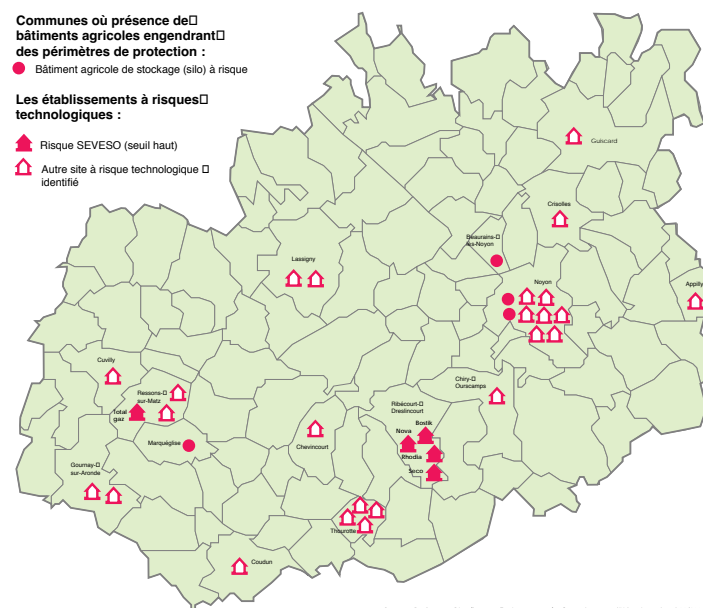 Communes où présence de□
bâtiments agricoles engendrant□
des périmètres de protection :
Bâtiment agricole de stockage (silo) à risque
Les établissements à risques□
technologiques :
Risque SEVESO (seuil haut)
Autre site à risque technologique □
identifié
Guiscard
Crisolles
Beaurains-□
les-Noyon
Lassigny
Noyon
Appilly
Cuvilly
Ressons-□
sur-Matz
Total
gaz
Chiry-□
Ourscamps
Ribécourt-□
Dreslincourt
Bostik
Nova
Rhodia
Seco
Marquéglise
Chevincourt
Gournay-□
sur-Aronde
Thourotte
Coudun